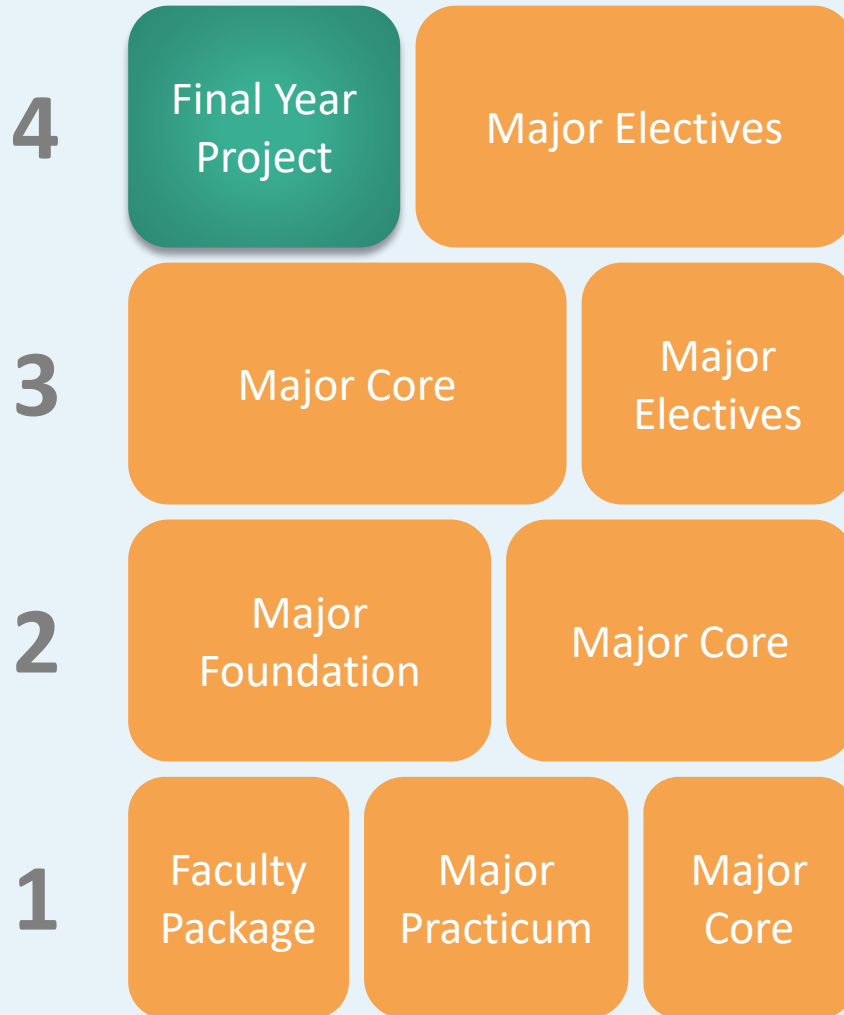 4
Final Year
Project
Major Electives
3
Major Core
Major
Electives
2
Major
Foundation
Major Core
1
Faculty
Package
Major
Practicum
Major
Core